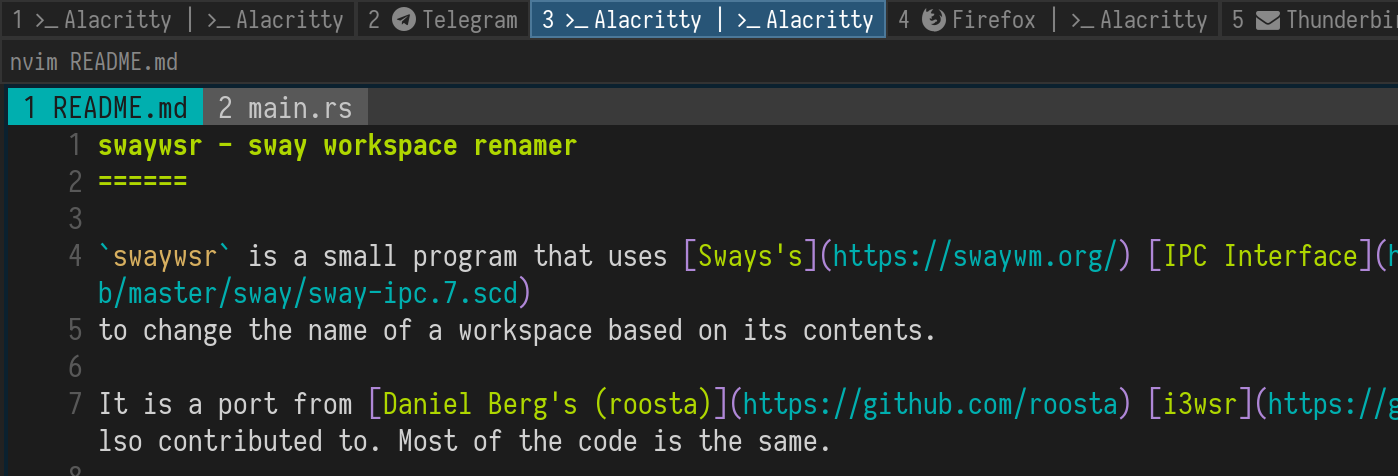 1 >_ Alacritty | >_ Alacritty 2 Telegram 3 >_ Alacritty | >_ Alacritty 4 Firefox | >_ Alacritty 5
nvim README.md
1 README.md 2 main.rs
1 swaywsr - sway workspace renamer
2 ======
3
4 `swaywsr` is a small program that uses [Sways's](https://swaywm.org/) [IPC Interface](
b/master/sway/sway-ipc.7.scd)
5 to change the name of a workspace based on its contents.
6
7 It is a port from [Daniel Berg's (roosta)](https://github.com/roosta) [i3wsr](https://g
lso contributed to. Most of the code is the same.
8